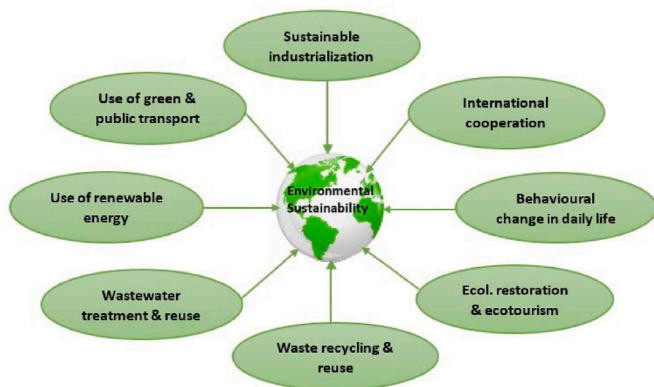 Sustainable
industrialization
Use of green &
public transport
International
cooperation
Environmental
Sustainability
Use of renewable
energy
Behavioural
change in daily life
Wastewater
treatment & reuse
Ecol. restoration
& ecotourism
Waste recycling &
reuse